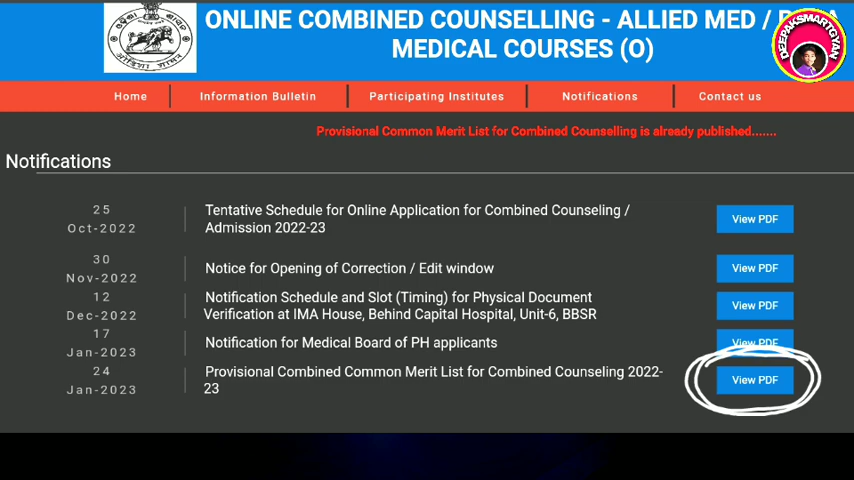 ONLINE COMBINED COUNSELLING - ALLIED MED /
MEDICAL COURSES (O)
DEEPAKSMARTGYAN
Home
Information Bulletin
Participating Institutes
Notifications
Contact us
Provisional Common Merit List for Combined Counselling is already published.......
Notifications
25
Oct-2022
Tentative Schedule for Online Application for Combined Counseling /
Admission 2022-23
View PDF
30
Nov-2022
Notice for Opening of Correction / Edit window
View PDF
12
Dec-2022
Notification Schedule and Slot (Timing) for Physical Document
Verification at IMA House, Behind Capital Hospital, Unit-6, BBSR
View PDF
17
Jan-2023
Notification for Medical Board of PH applicants
View PDF
24
Jan-2023
Provisional Combined Common Merit List for Combined Counseling 2022-
23
View PDF